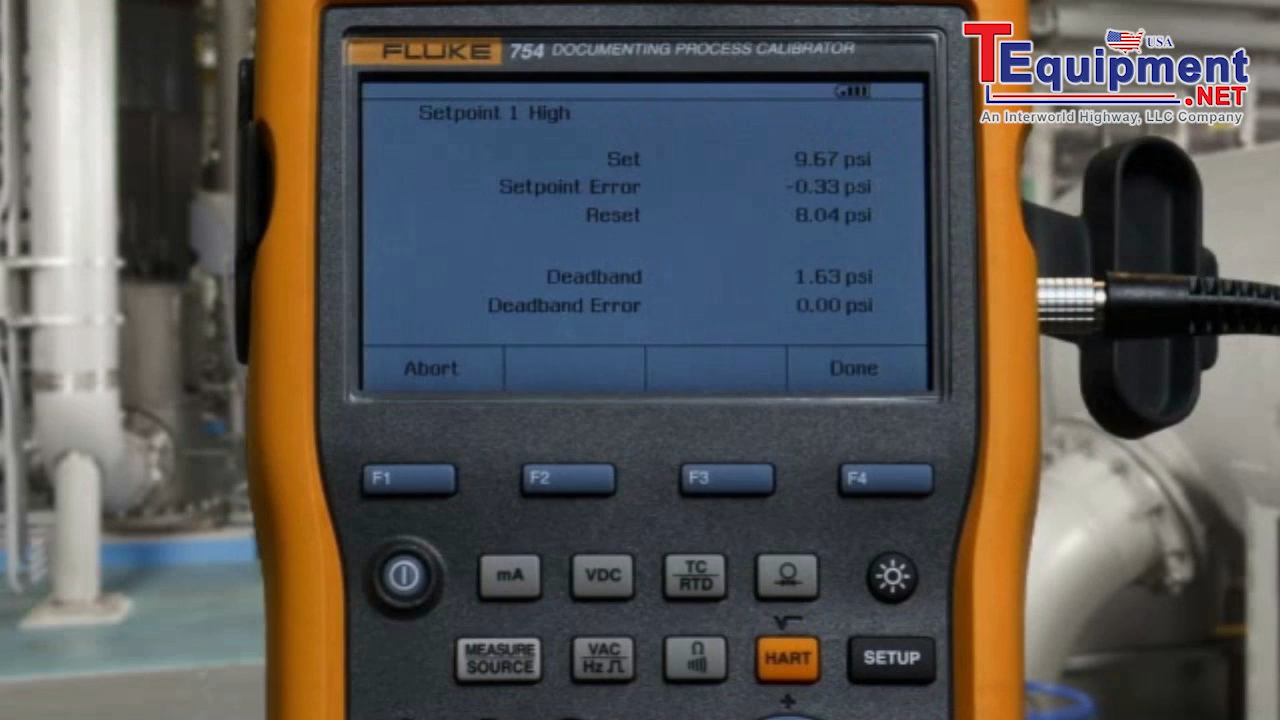 FLUKE 754 DOCUMENTING PROCESS CALIBRATOR
TEquipment USA
.NET
An Interworld Highway, LLC Company
Setpoint 1 High
Set 9.67 psi
Setpoint Error -0.33 psi
Reset 8.04 psi
Deadband 1.63 psi
Deadband Error 0.00 psi
Abort Done
F1 F2 F3 F4
mA VDC TC RTD
MEASURE SOURCE VAC Hz Ω HART SETUP